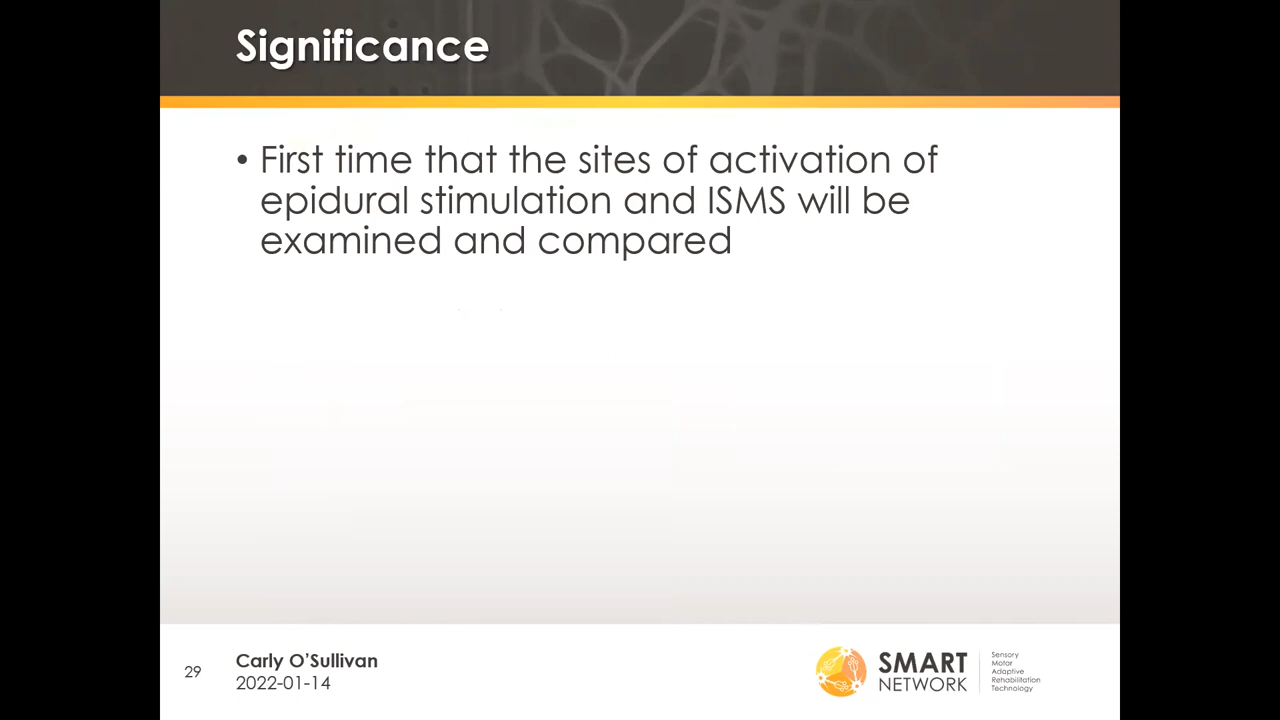 Significance
• First time that the sites of activation of
epidural stimulation and ISMS will be
examined and compared
29
Carly O’Sullivan
2022-01-14
SMART
NETWORK
Sensory
Motor
Adaptive
Rehabilitation
Technology